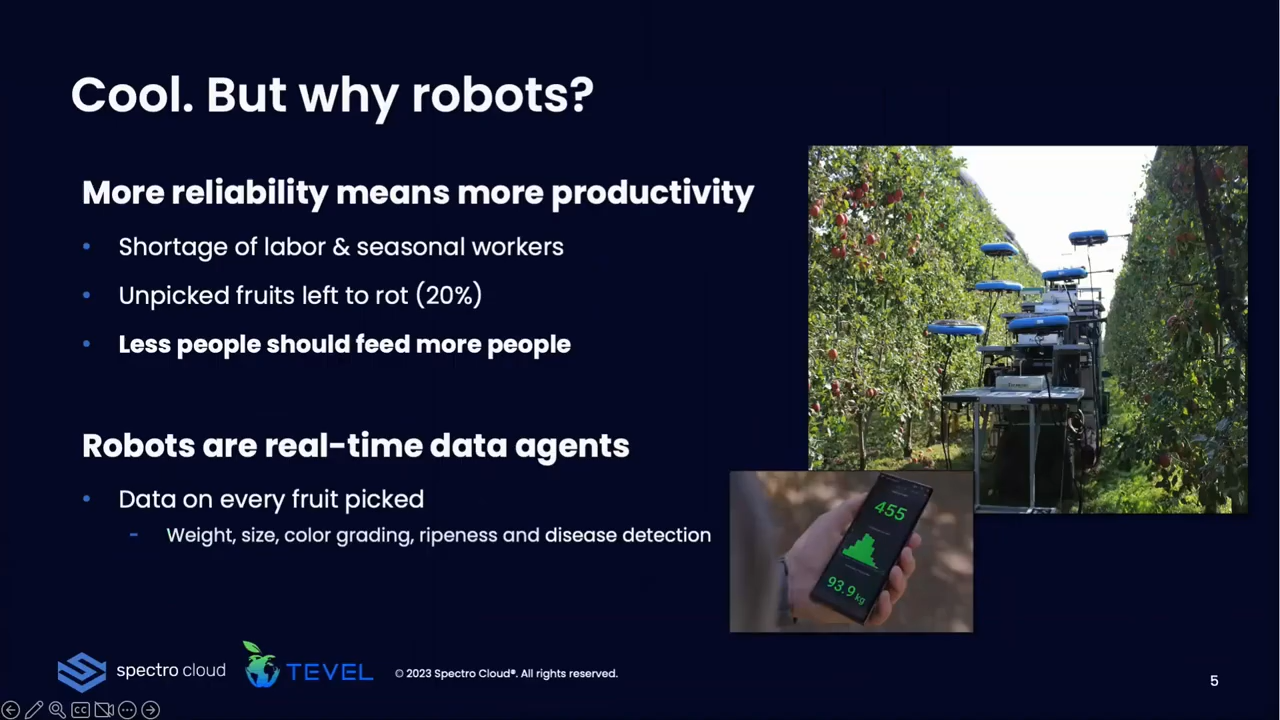 Cool. But why robots?
More reliability means more productivity
• Shortage of labor & seasonal workers
• Unpicked fruits left to rot (20%)
• Less people should feed more people
Robots are real-time data agents
• Data on every fruit picked
- Weight, size, color grading, ripeness and disease detection
455
93.9 kg
spectro cloud
TEVEL
© 2023 Spectro Cloud®. All rights reserved.
5
CC